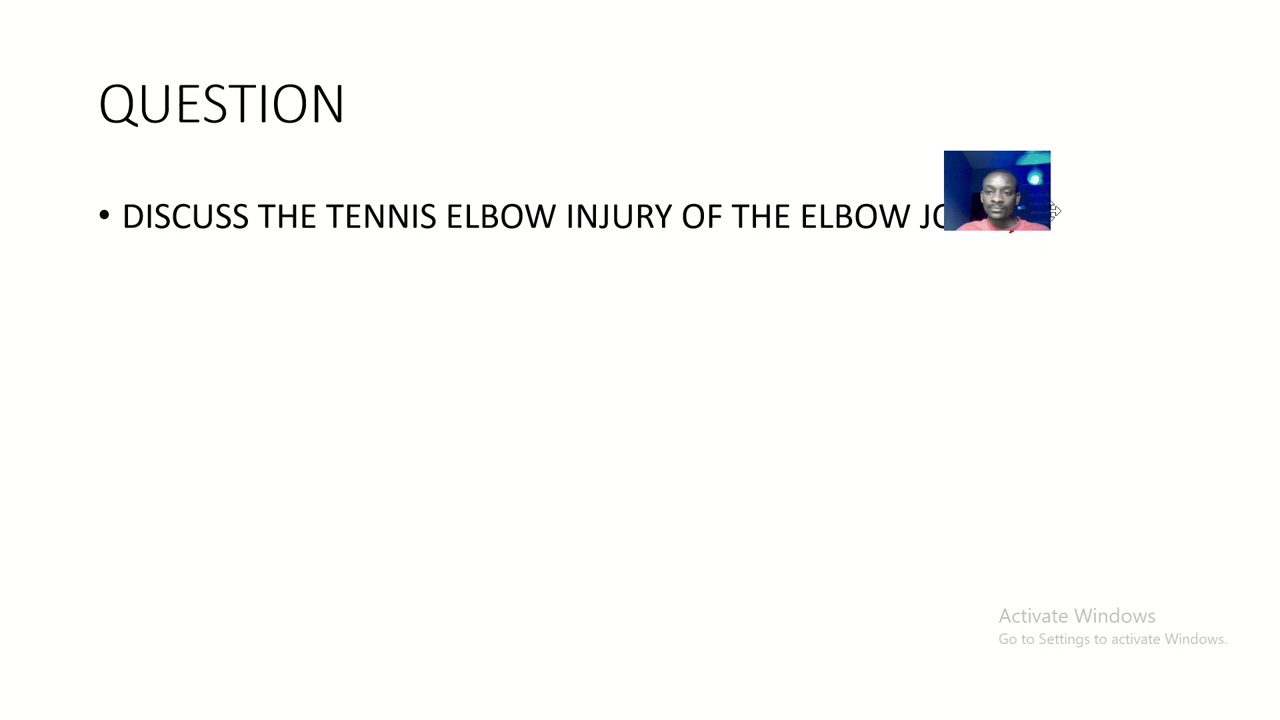 QUESTION
• DISCUSS THE TENNIS ELBOW INJURY OF THE ELBOW
Activate Windows
Go to Settings to activate Windows.